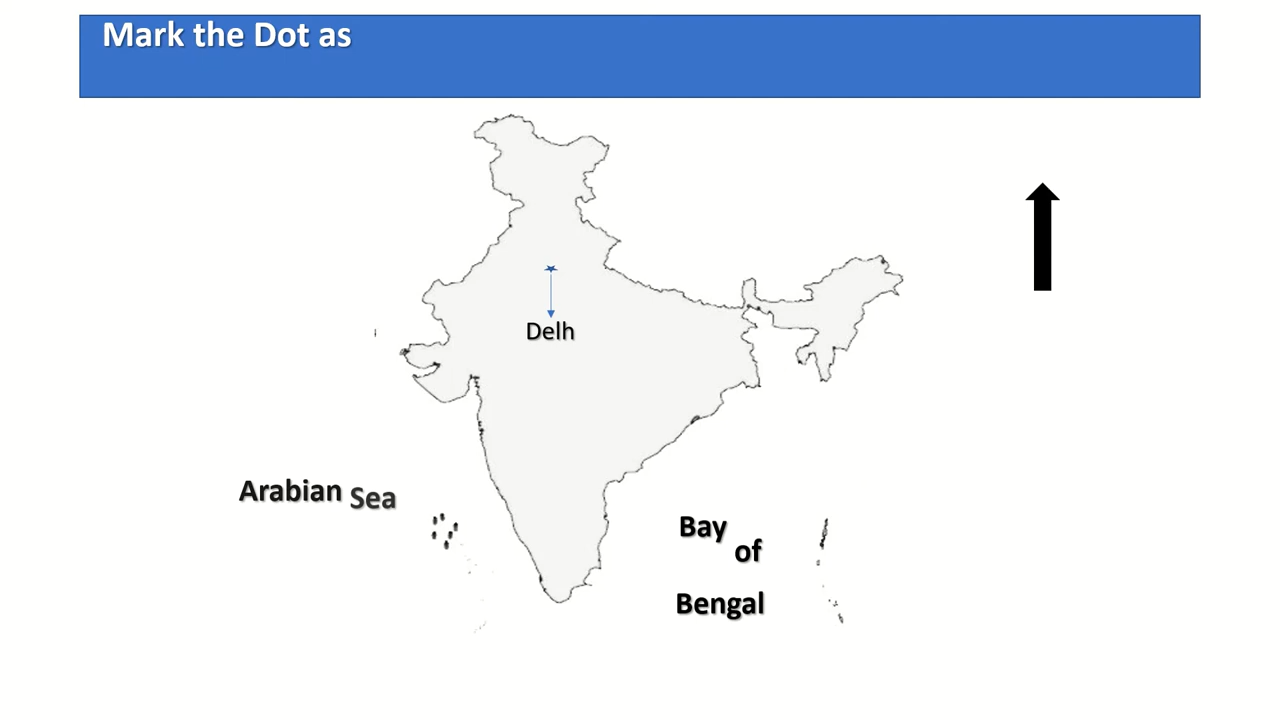 Mark the Dot as
Delh
Arabian Sea
Bay
of
Bengal